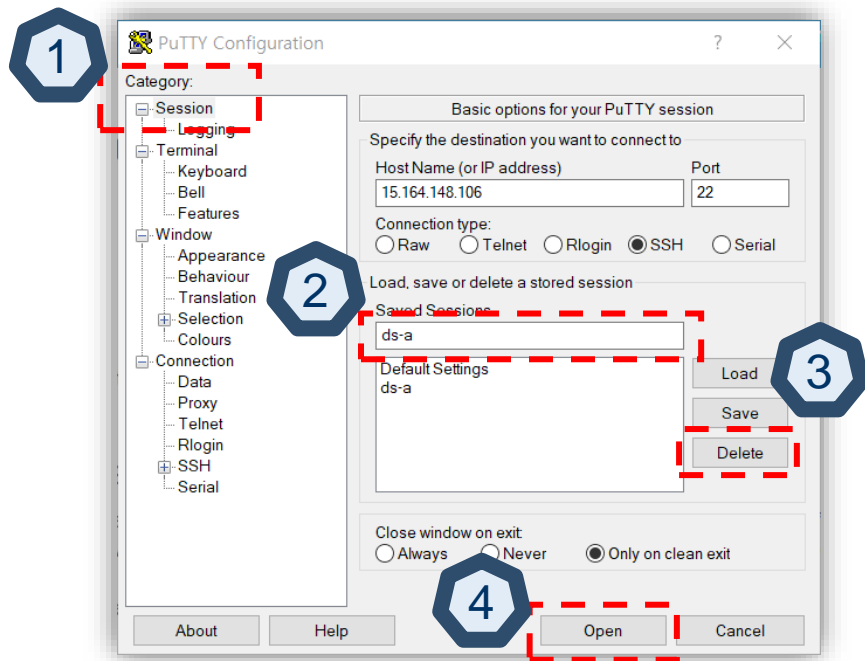 1
PuTTY Configuration
?
Category:
Session
Logging
Terminal
Keyboard
Bell
Features
Window
Appearance
Behaviour
Translation
Selection
Colours
Connection
Data
Proxy
Telnet
Rlogin
SSH
Serial
Basic options for your PuTTY session
Specify the destination you want to connect to
Host Name (or IP address) Port
15.164.148.106 22
Connection type:
Raw Telnet Rlogin SSH Serial
2
Load, save or delete a stored session
Saved Sessions
ds-a
Default Settings
ds-a
Load
3
Save
Delete
Close window on exit:
Always Never Only on clean exit
4
About Help Open Cancel